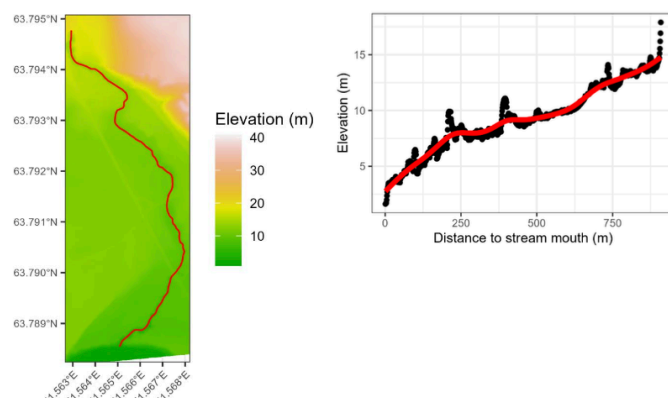 63.795°N
63.794°N
63.793°N
63.792°N
63.791°N
63.790°N
63.789°N
Elevation (m)
40
30
20
10
Elevation (m)
15
10
5
0
250
500
750
Distance to stream mouth (m)